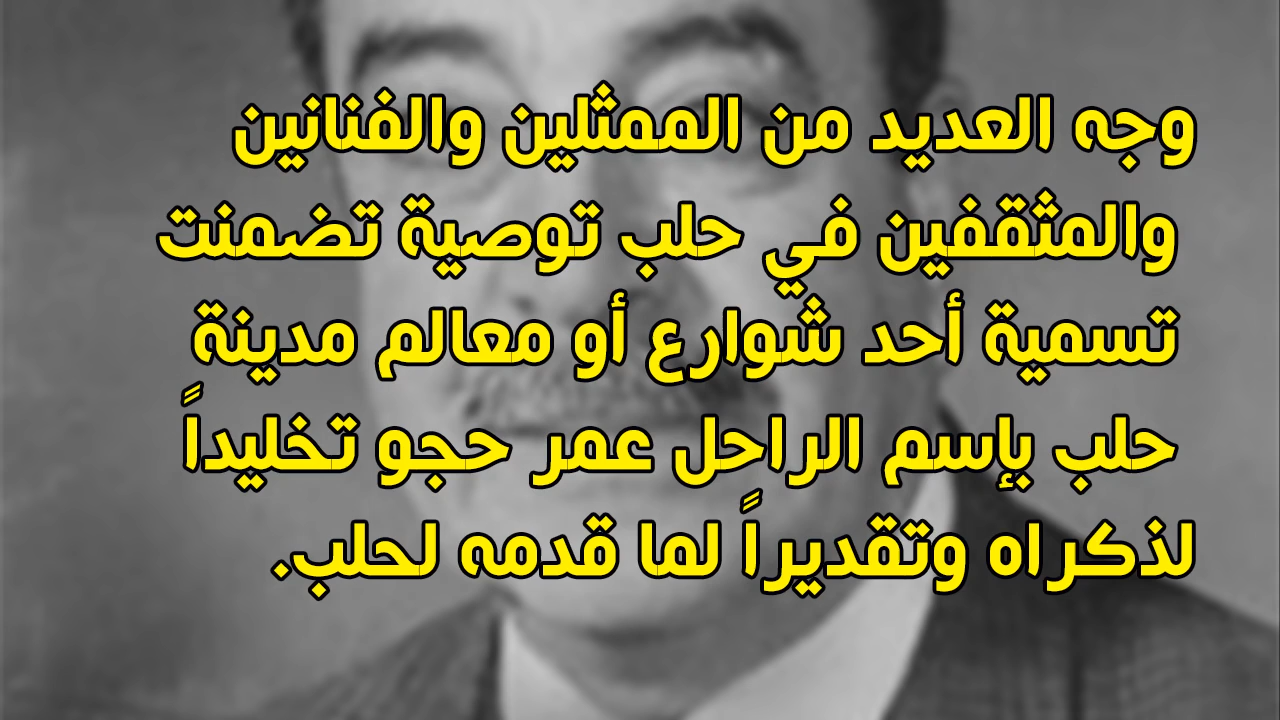 وجه العديد من الممثلين والفنانين
والمثقفين في حلب توصية تضمنت
تسمية أحد شوارع أو معالم مدينة
حلب بإسم الراحل عمر حجو تخليداً
لذكراه وتقديراً لما قدمه لحلب.